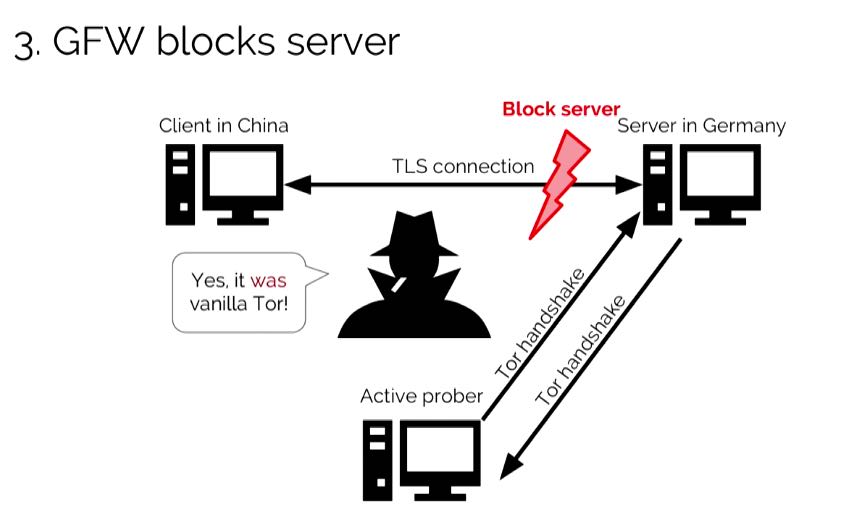 3. GFW blocks server
Block server
Client in China
Server in Germany
TLS connection
Yes, it was
vanilla Tor!
Tor handshake
Tor handshake
Active prober